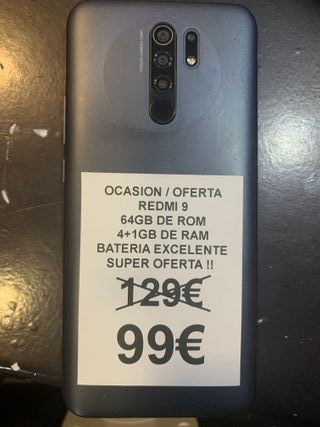 OCASION / OFERTA
REDMI 9
64GB DE ROM
4+1GB DE RAM
BATERIA EXCELENTE
SUPER OFERTA !!
129€
99€